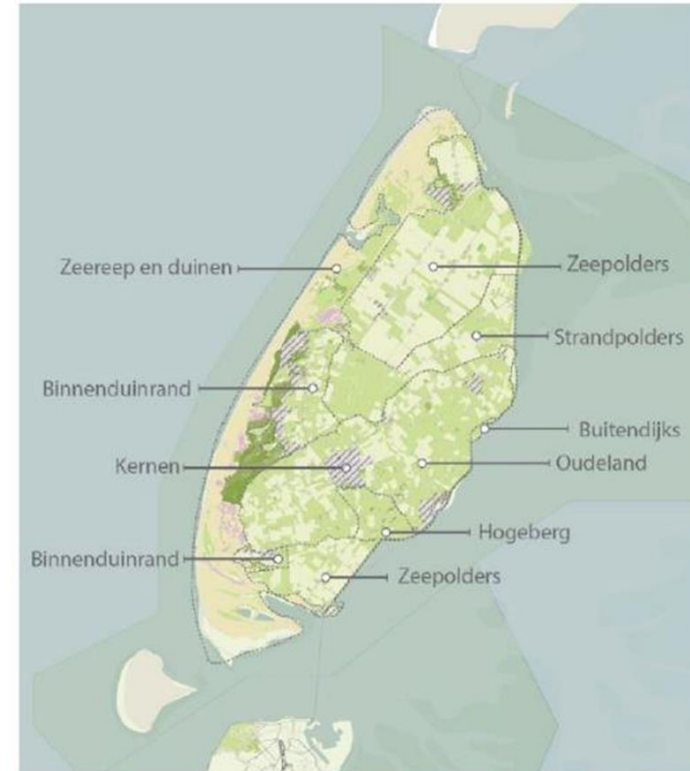 Zeereep en duinen
Zeepolders
Strandpolders
Binnenduinrand
Buitendijks
Kernen
Oudeland
Hogeberg
Binnenduinrand
Zeepolders